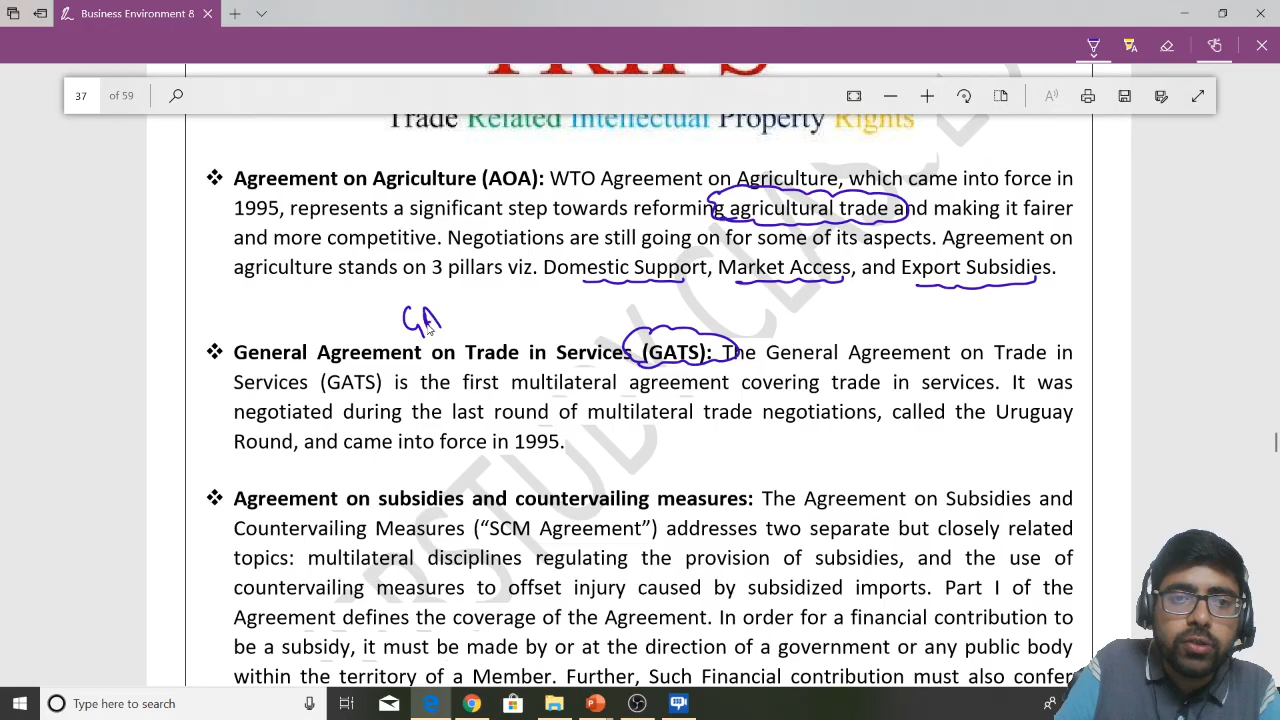 Business Environment 8
37 of 59
TRIPS
Trade Related Intellectual Property Rights
❖ Agreement on Agriculture (AOA): WTO Agreement on Agriculture, which came into force in
1995, represents a significant step towards reforming agricultural trade and making it fairer
and more competitive. Negotiations are still going on for some of its aspects. Agreement on
agriculture stands on 3 pillars viz. Domestic Support, Market Access, and Export Subsidies.
GA
❖ General Agreement on Trade in Services (GATS): The General Agreement on Trade in
Services (GATS) is the first multilateral agreement covering trade in services. It was
negotiated during the last round of multilateral trade negotiations, called the Uruguay
Round, and came into force in 1995.
❖ Agreement on subsidies and countervailing measures: The Agreement on Subsidies and
Countervailing Measures (“SCM Agreement”) addresses two separate but closely related
topics: multilateral disciplines regulating the provision of subsidies, and the use of
countervailing measures to offset injury caused by subsidized imports. Part I of the
Agreement defines the coverage of the Agreement. In order for a financial contribution to
be a subsidy, it must be made by or at the direction of a government or any public body
within the territory of a Member. Further, Such Financial contribution must also confer
Type here to search